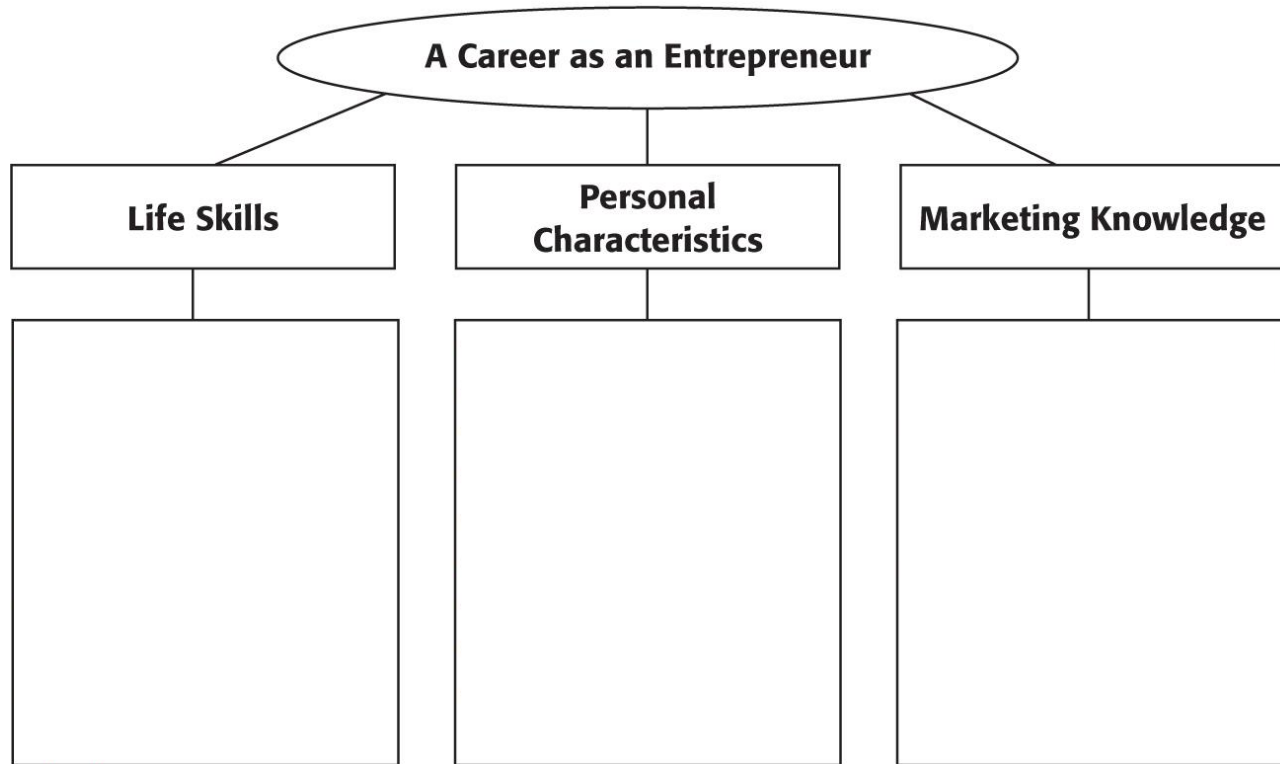 A Career as an Entrepreneur
Life Skills
Personal
Characteristics
Marketing Knowledge